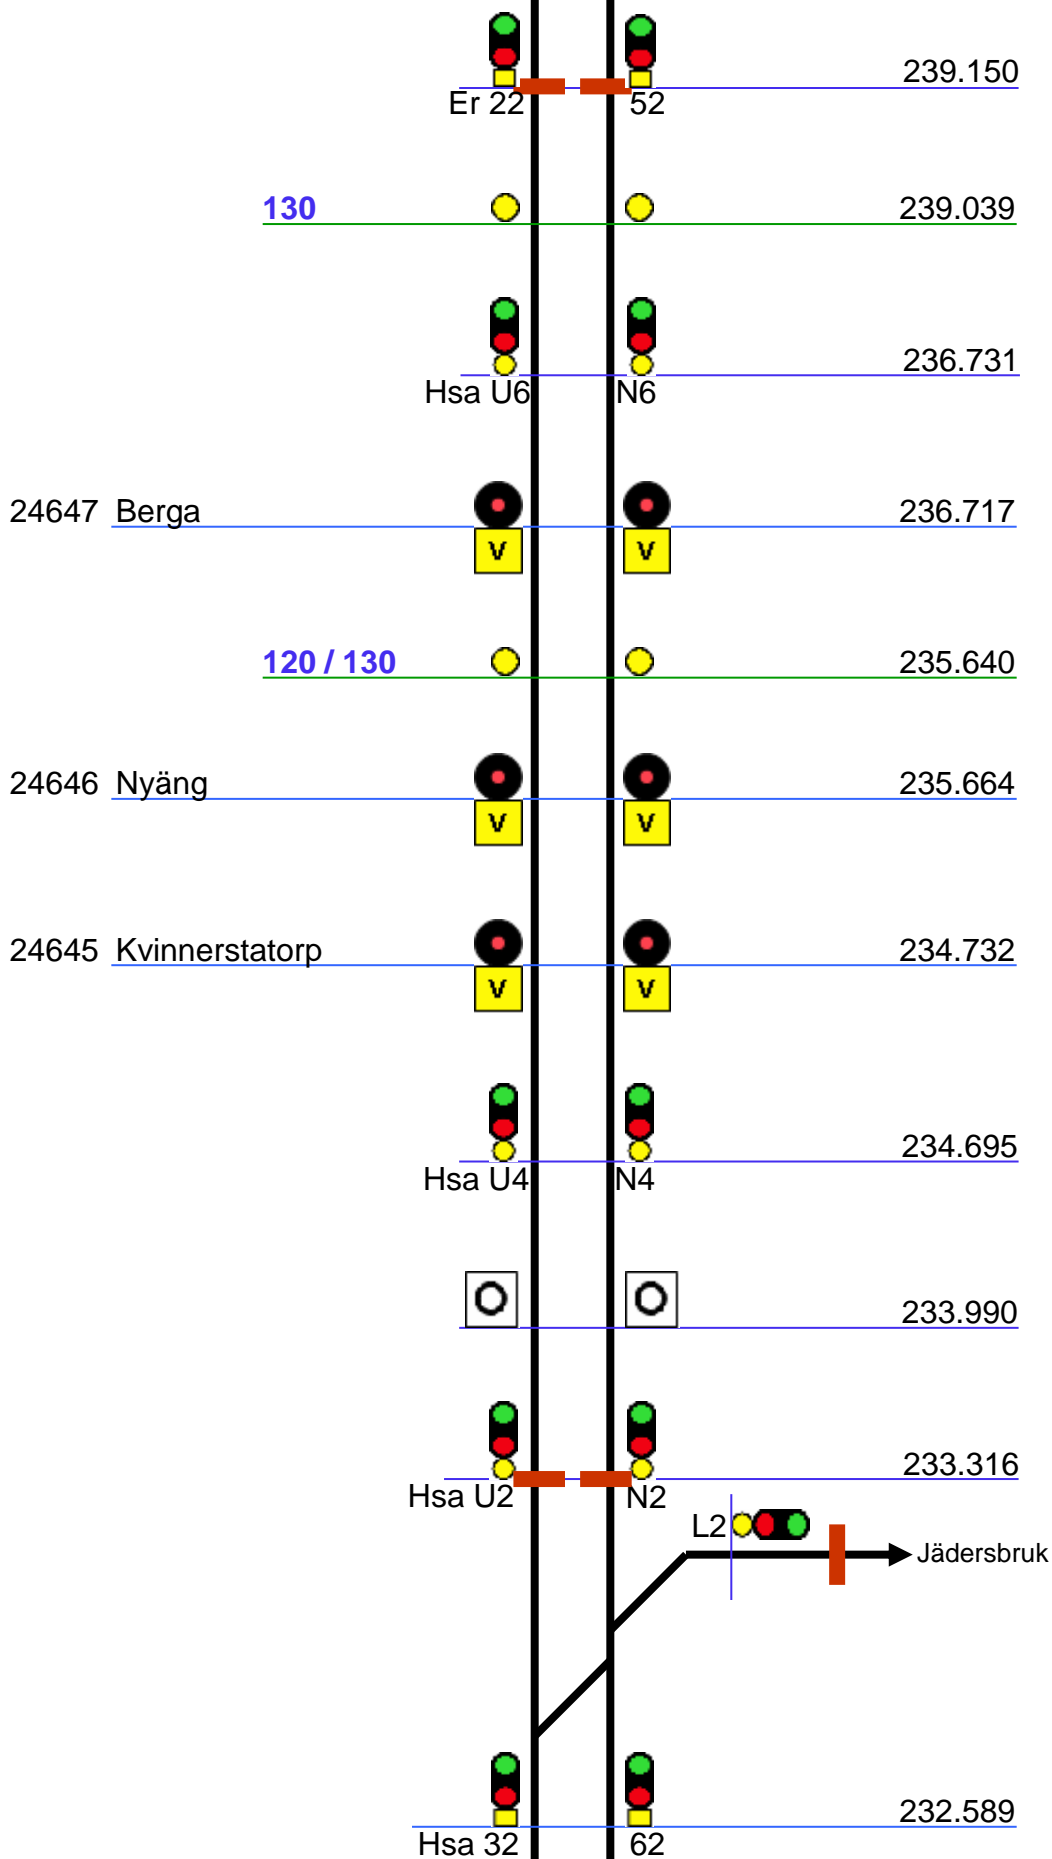 239.150
Er 22 52
130 239.039
236.731
Hsa U6 N6
24647 Berga 236.717
V V
120 / 130 235.640
24646 Nyäng 235.664
V V
24645 Kvinnerstatorp 234.732
V V
234.695
Hsa U4 N4
O O 233.990
233.316
Hsa U2 N2
L2
Jädersbruk
232.589
Hsa 32 62